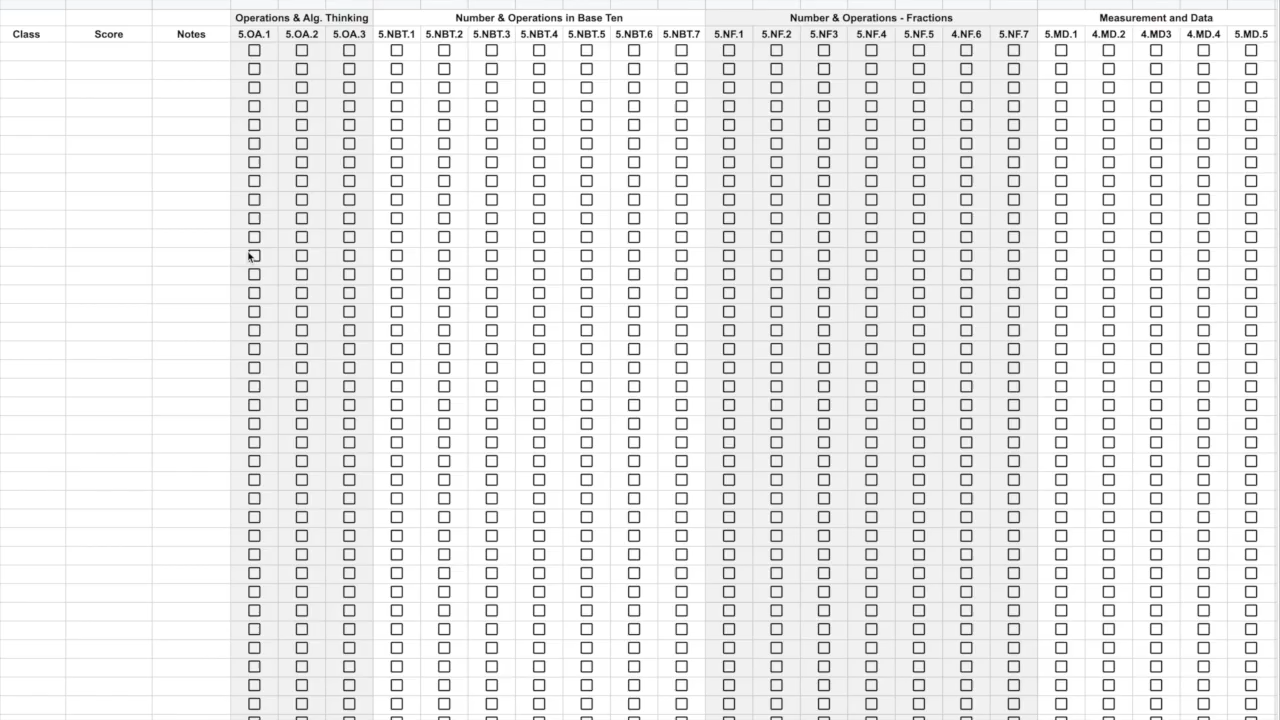 Operations & Alg. Thinking Number & Operations in Base Ten Number & Operations - Fractions Measurement and Data
Class Score Notes 5.OA.1 5.OA.2 5.OA.3 5.NBT.1 5.NBT.2 5.NBT.3 5.NBT.4 5.NBT.5 5.NBT.6 5.NBT.7 5.NF.1 5.NF.2 5.NF3 5.NF.4 5.NF.5 4.NF.6 5.NF.7 5.MD.1 4.MD.2 4.MD3 4.MD.4 5.MD.5